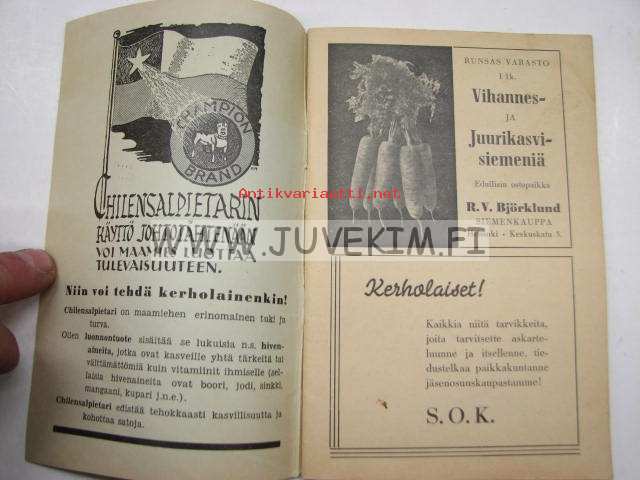 CHAMPION
BRAND
CHILENSALPIETARIN
KÄYTTÖ JOHTOTÄHTENÄÄN
VOI MAAMIES LUOTTAA
TULEVAISUUTEEN.
Niin voi tehdä kerholainenkin!
Chilensalpietari on maamiehen erinomainen tuki ja
turva.
Ollen luonnontuote sisältää se lukuisia n.s. hiven-
aineita, jotka ovat kasveille yhtä tärkeitä tai
välttämättömiä kuin vitamiinit ihmiselle (sel-
laisia hivenaineita ovat boori, jodi, sinkki,
mangaani, kupari j.n.e.).
Chilensalpietari edistää tehokkaasti kasvillisuutta ja
kohottaa satoja.
RUNSAS VARASTO
1 lk.
Vihannes-
JA
Juurikasvi-
siemeniä
Edullisin ostopaikka
R. V. Björklund
SIEMENKAUPPA
Keskuskatu 5.
Kerholaiset!
Kaikkia niitä tarvikkeita,
joita tarvitsette askarte-
luunne ja itsellenne, tie-
dustelkaa paikkakuntanne
jäsenosuuskaupastamme!
S.O.K.
Antikvariaatti.net
WWW.JUVEKIM.FI